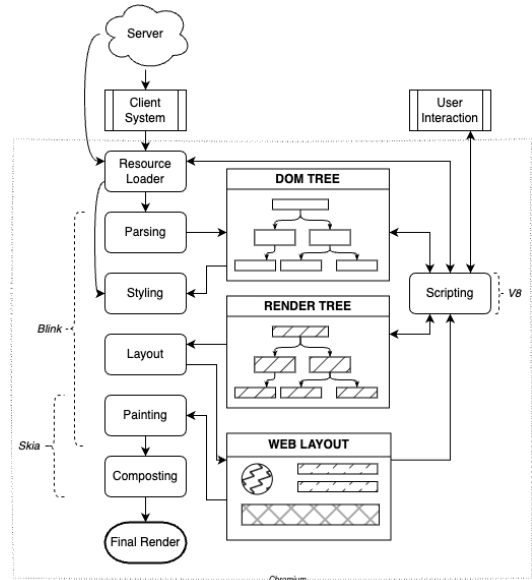 Server
Client
System
User
Interaction
Resource
Loader
DOM TREE
Parsing
Styling
Scripting
V8
RENDER TREE
Blink
Layout
Painting
WEB LAYOUT
Skia
Composting
Final Render
Chromium